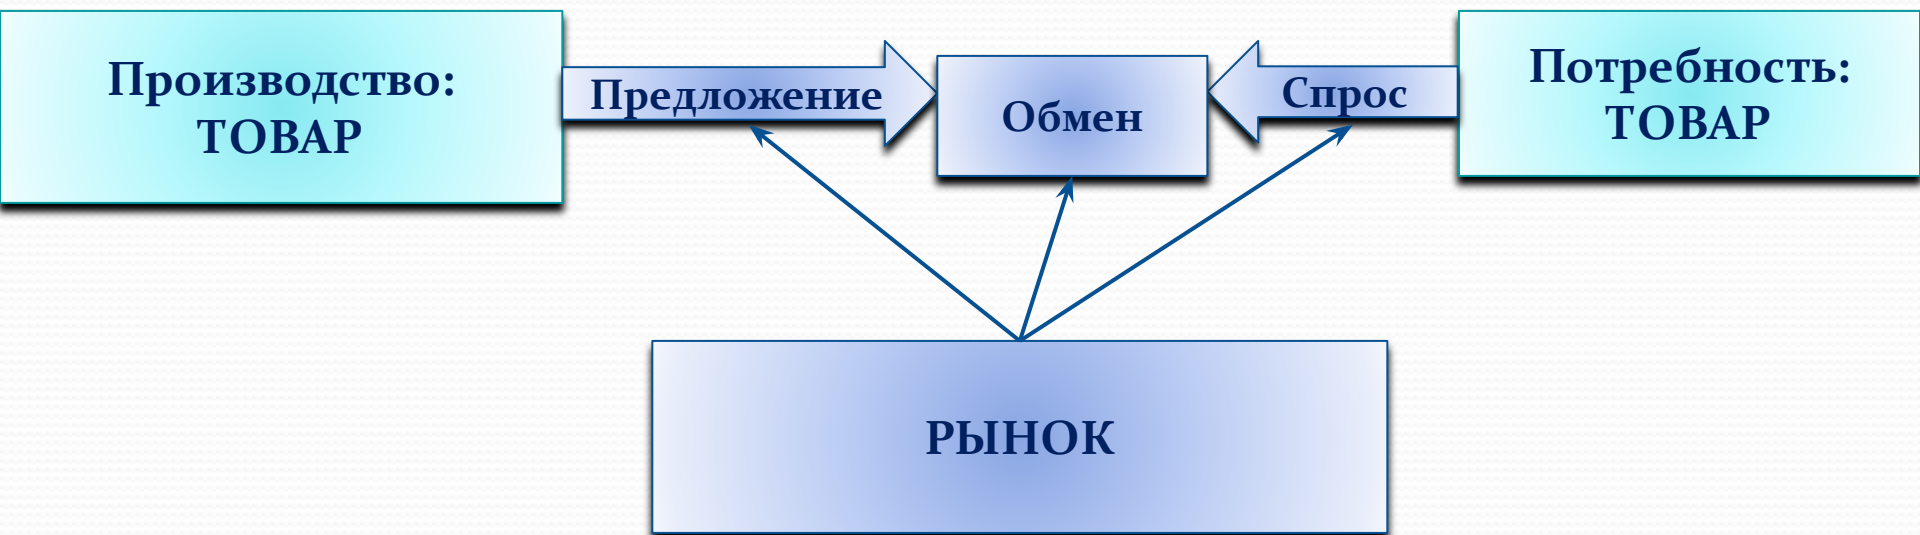 Производство:
ТОВАР
Предложение
Обмен
Спрос
Потребность:
ТОВАР
РЫНОК